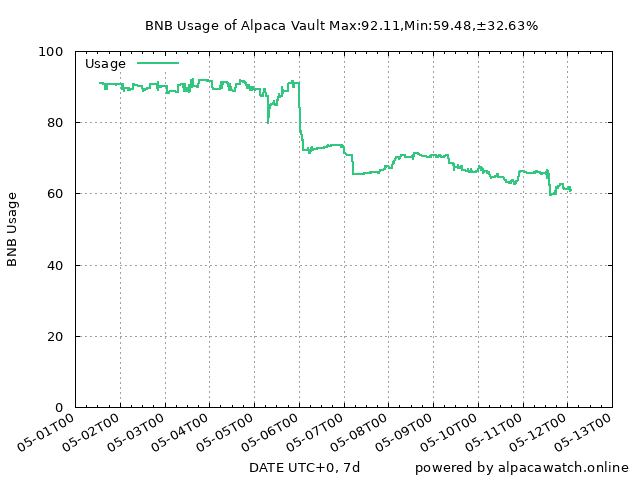 BNB Usage of Alpaca Vault Max:92.11,Min:59.48,±32.63%
Usage
100
80
60
40
20
0
BNB Usage
05-01T00
05-02T00
05-03T00
05-04T00
05-05T00
05-06T00
05-07T00
05-08T00
05-09T00
05-10T00
05-11T00
05-12T00
05-13T00
DATE UTC+0, 7d
powered by alpacawatch.online